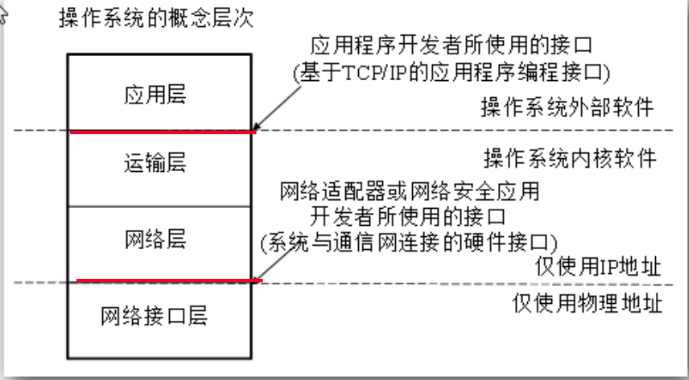 操作系统的概念层次
应用程序开发者所使用的接口
(基于TCP/IP的应用程序编程接口)
应用层
操作系统外部软件
运输层
操作系统内核软件
网络适配器或网络安全应用
开发者所使用的接口
网络层
(系统与通信网连接的硬件接口)
仅使用IP地址
网络接口层
仅使用物理地址